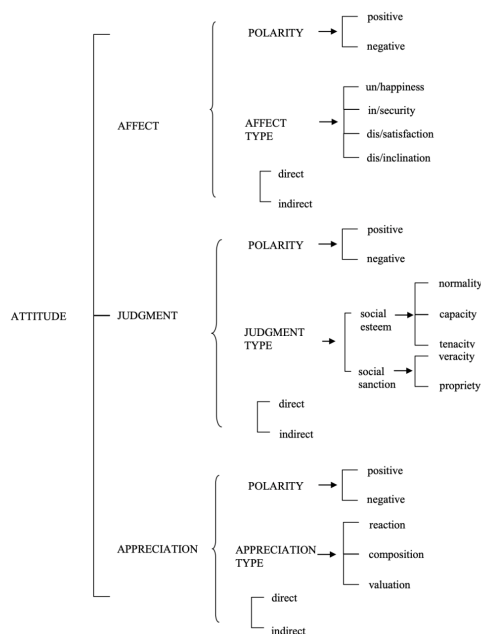 positive
POLARITY
negative
un/happiness
in/security
AFFECT
AFFECT TYPE
dis/satisfaction
dis/inclination
direct
indirect
positive
POLARITY
negative
normality
social esteem
capacity
ATTITUDE
JUDGMENT
JUDGMENT TYPE
tenacity
veracity
social sanction
propriety
direct
indirect
positive
POLARITY
negative
reaction
APPRECIATION
APPRECIATION TYPE
composition
valuation
direct
indirect